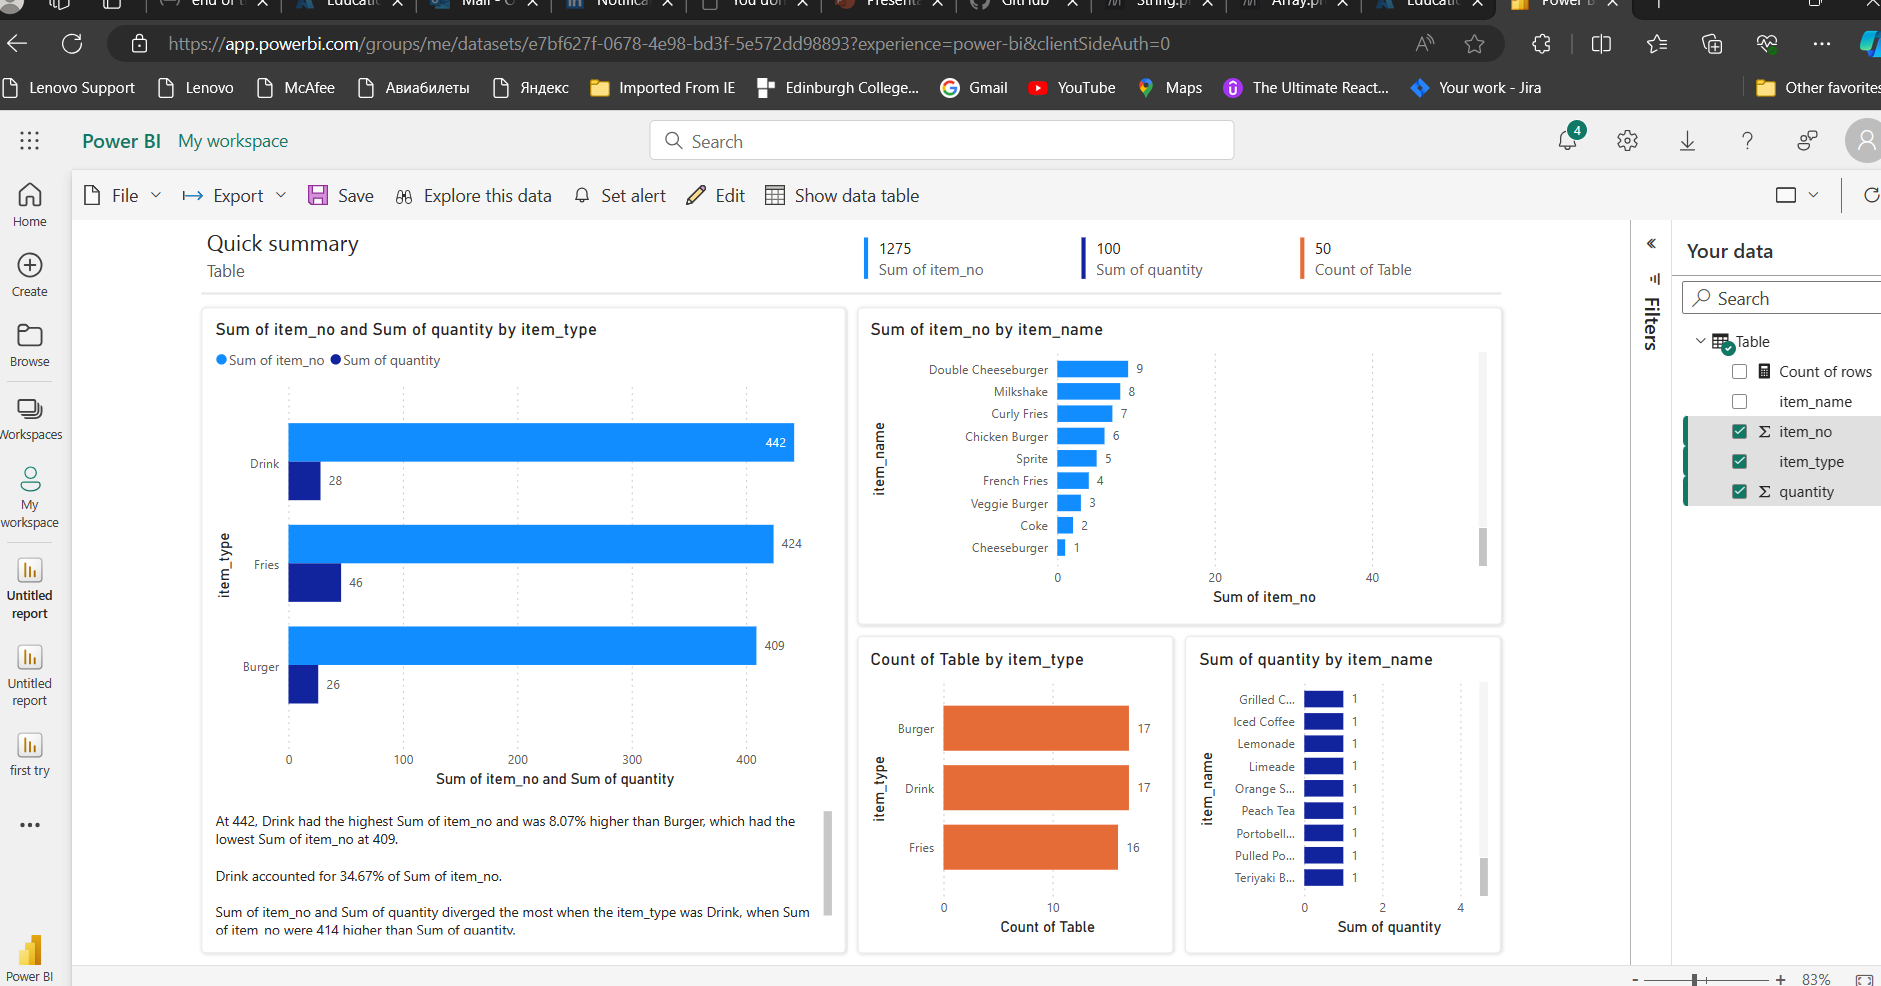 end of t
Educati
Mail - O
Notifica
You don
Present
GitHub
String.p
Array.p
Educatio
Power B
https://app.powerbi.com/groups/me/datasets/e7bf627f-0678-4e98-bd3f-5e572dd98893?experience=power-bi&clientSideAuth=0
Lenovo Support
Lenovo
McAfee
Авиабилеты
Яндекс
Imported From IE
Edinburgh College...
Gmail
YouTube
Maps
The Ultimate React...
Your work - Jira
Other favorites
Power BI
My workspace
Search
4
Home
Create
Browse
Workspaces
My
workspace
Untitled
report
Untitled
report
first try
Power BI
File
Export
Save
Explore this data
Set alert
Edit
Show data table
Quick summary
Table
1275
Sum of item_no
100
Sum of quantity
50
Count of Table
Sum of item_no and Sum of quantity by item_type
Sum of item_no
Sum of quantity
item_type
Drink
442
28
Fries
424
46
Burger
409
26
0
100
200
300
400
Sum of item_no and Sum of quantity
At 442, Drink had the highest Sum of item_no and was 8.07% higher than Burger, which had the
lowest Sum of item_no at 409.
Drink accounted for 34.67% of Sum of item_no.
Sum of item_no and Sum of quantity diverged the most when the item_type was Drink, when Sum
of item_no were 414 higher than Sum of quantity.
Sum of item_no by item_name
item_name
Double Cheeseburger 9
Milkshake 8
Curly Fries 7
Chicken Burger 6
Sprite 5
French Fries 4
Veggie Burger 3
Coke 2
Cheeseburger 1
0
20
40
Sum of item_no
Count of Table by item_type
item_type
Burger 17
Drink 17
Fries 16
0
10
Count of Table
Sum of quantity by item_name
item_name
Grilled C... 1
Iced Coffee 1
Lemonade 1
Limeade 1
Orange S... 1
Peach Tea 1
Portobell... 1
Pulled Po... 1
Teriyaki B... 1
0
2
4
Sum of quantity
Filters
Your data
Search
Table
Count of rows
item_name
item_no
item_type
quantity
- + 83%